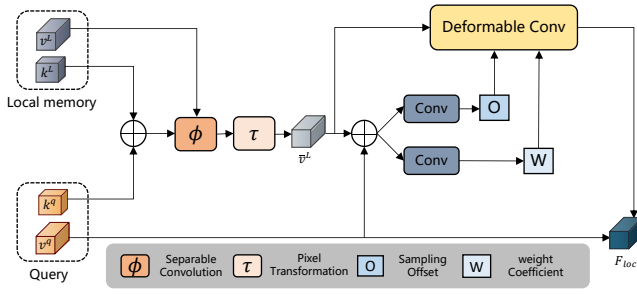 v^L
k^L
Local memory
Deformable Conv
ϕ
τ
v̄^L
Conv
O
Conv
W
k^q
v^q
Query
F_loc
ϕ Separable Convolution
τ Pixel Transformation
O Sampling Offset
W weight Coefficient